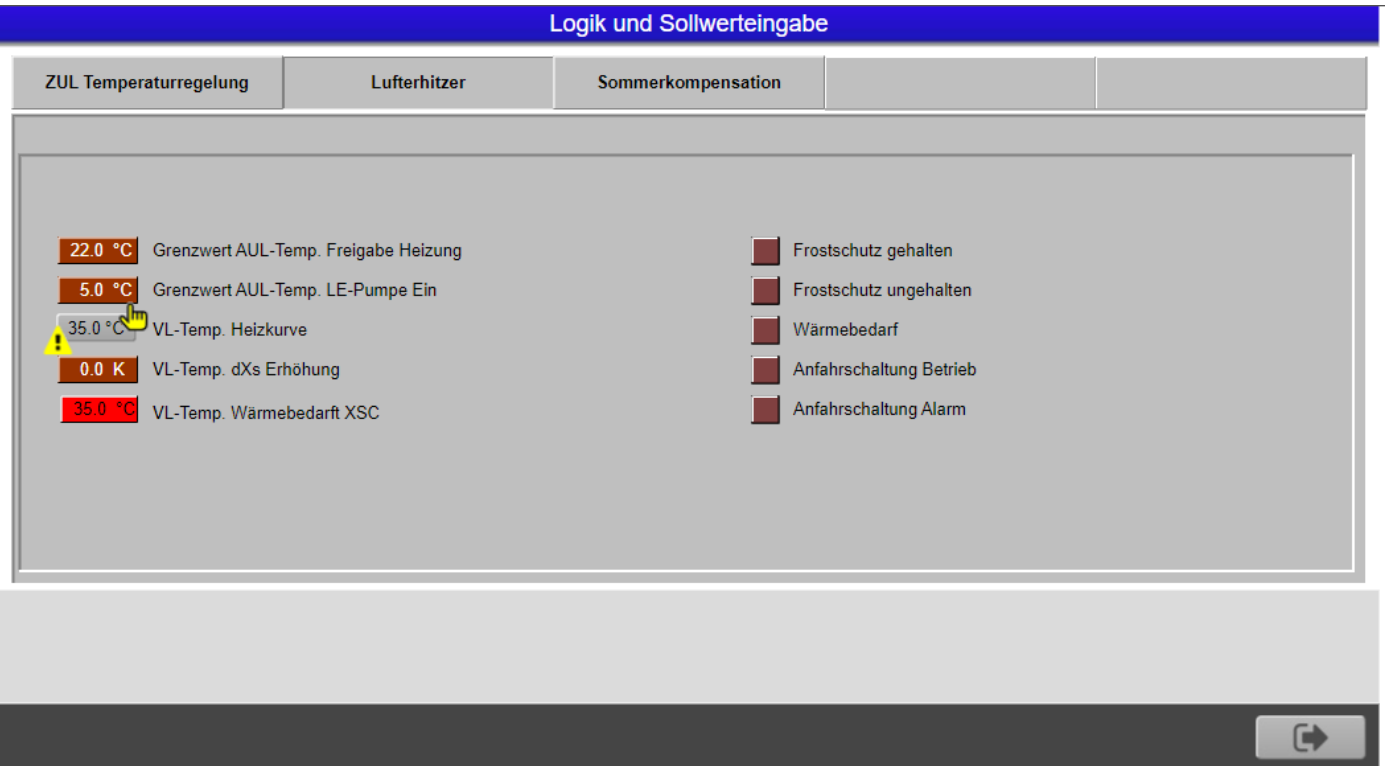 Logik und Sollwerteingabe
ZUL Temperaturregelung Lufterhitzer Sommerkompensation
22.0 °C Grenzwert AUL-Temp. Freigabe Heizung
5.0 °C Grenzwert AUL-Temp. LE-Pumpe Ein
35.0 °C VL-Temp. Heizkurve
0.0 K VL-Temp. dXs Erhöhung
35.0 °C VL-Temp. Wärmebedarft XSC
Frostschutz gehalten
Frostschutz ungehalten
Wärmebedarf
Anfahrschaltung Betrieb
Anfahrschaltung Alarm